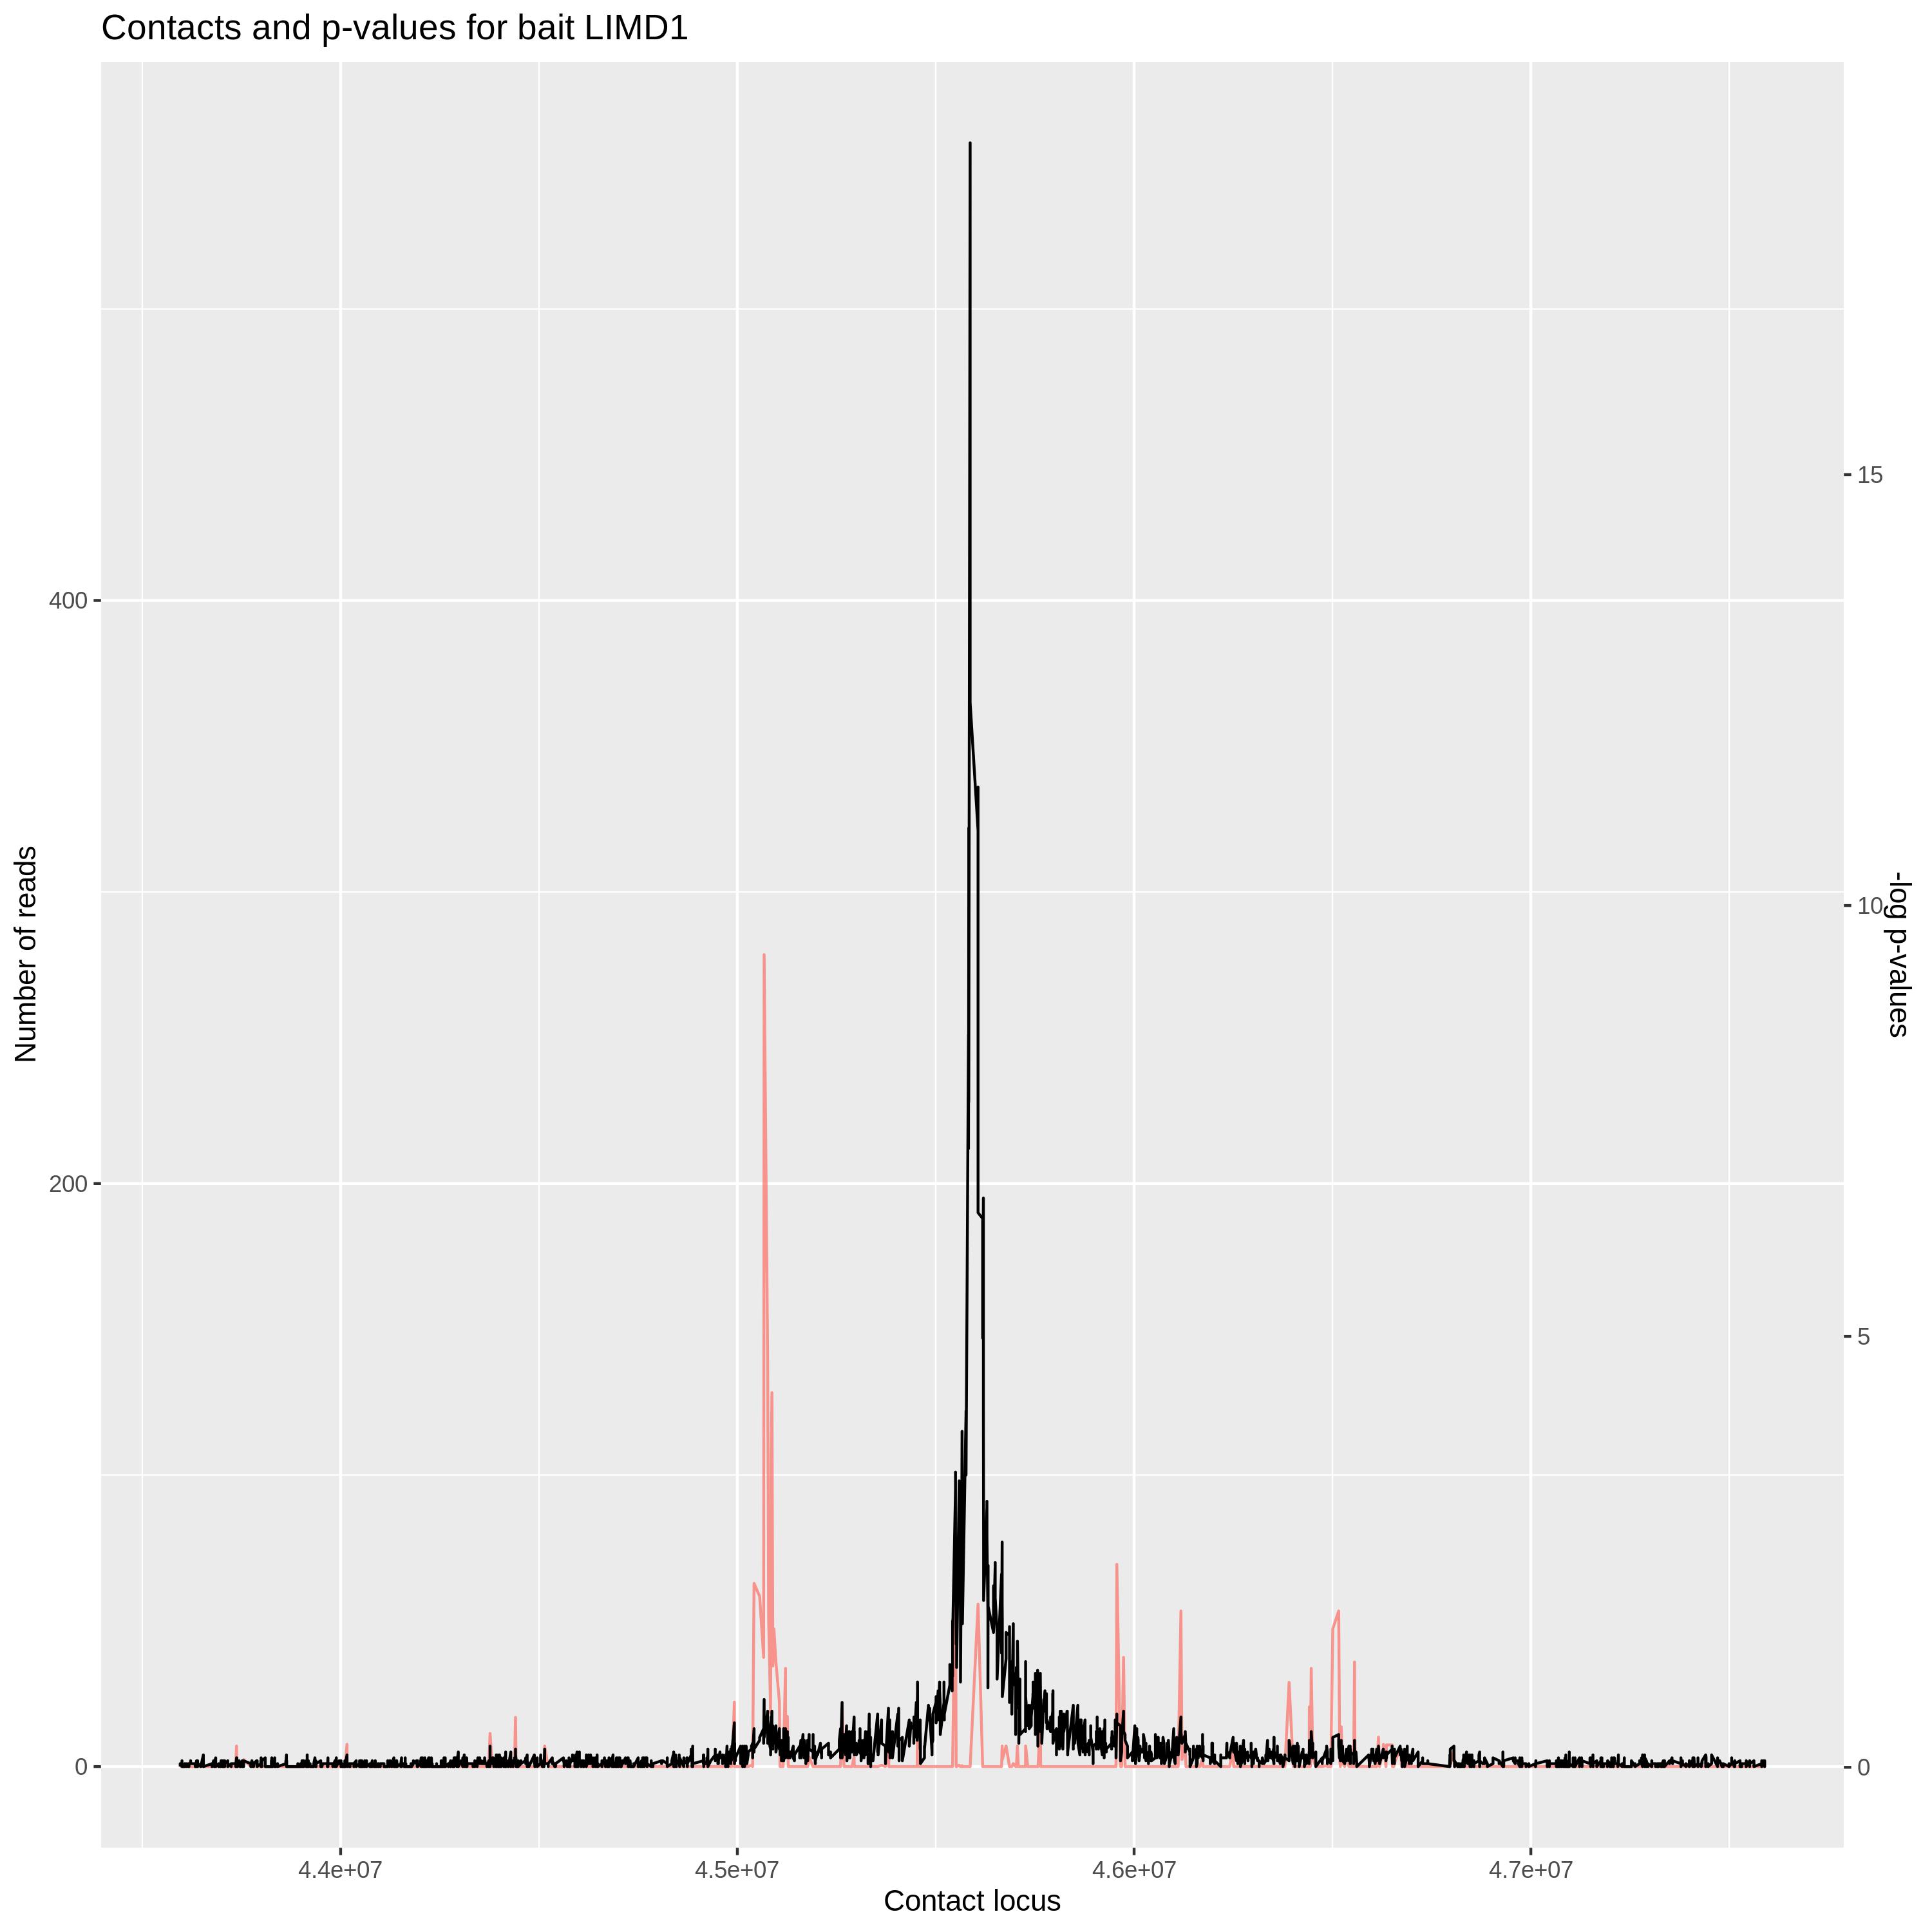 Contacts and p-values for bait LIMD1
Number of reads
400
200
0
15
10
5
0
-log p-values
4.4e+07
4.5e+07
4.6e+07
4.7e+07
Contact locus